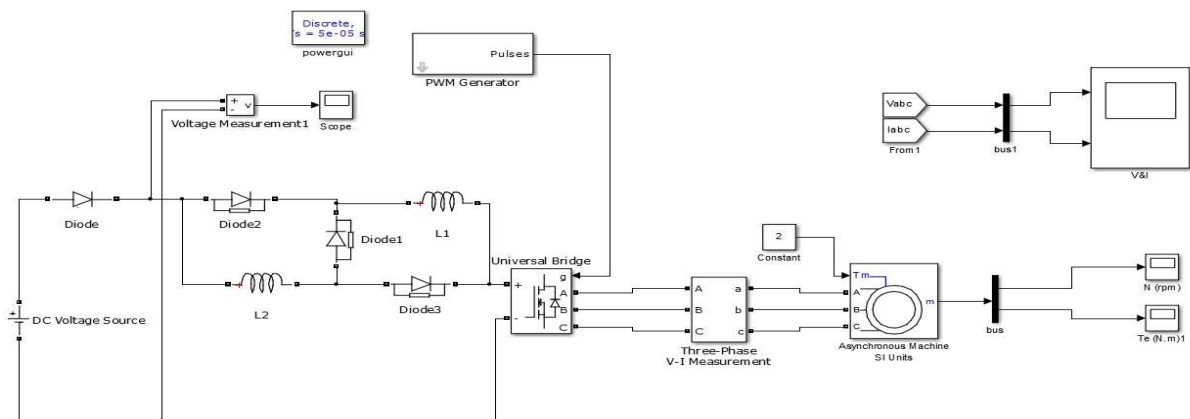 Discrete,
's = 5e-05 s
powergui
Pulses
PWM Generator
+
-
v
Voltage Measurement1
Scope
Vabc
Iabc
From1
bus1
V&I
Diode
Diode2
Diode1
L1
L2
Diode3
+
DC Voltage Source
Universal Bridge
g
+
A
B
-
C
A
B
C
a
b
c
Three-Phase
V-I Measurement
2
Constant
Tm
A
B
C
m
Asynchronous Machine
SI Units
bus
N (rpm)
Te (N.m)1